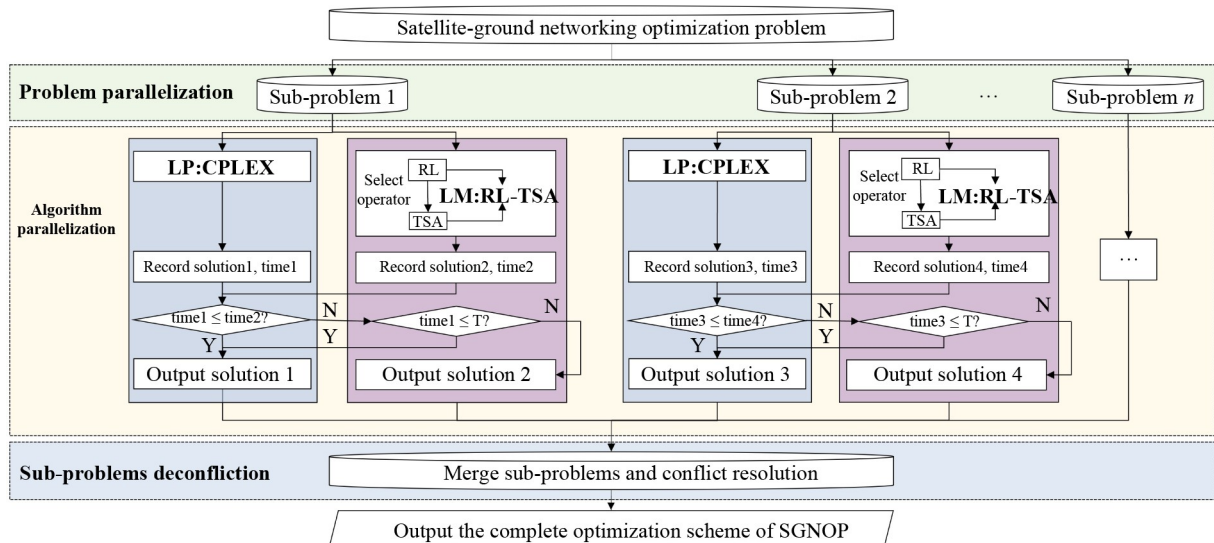 Satellite-ground networking optimization problem
Problem parallelization
Sub-problem 1
Sub-problem 2
...
Sub-problem n
Algorithm
parallelization
LP:CPLEX
Select
operator
RL
LM:RL-TSA
TSA
Record solution1, time1
Record solution2, time2
time1 ≤ time2?
N
Y
time1 ≤ T?
N
Y
Output solution 1
Output solution 2
LP:CPLEX
Select
operator
RL
LM:RL-TSA
TSA
Record solution3, time3
Record solution4, time4
time3 ≤ time4?
N
Y
time3 ≤ T?
N
Y
Output solution 3
Output solution 4
...
Sub-problems deconfliction
Merge sub-problems and conflict resolution
Output the complete optimization scheme of SGNOP